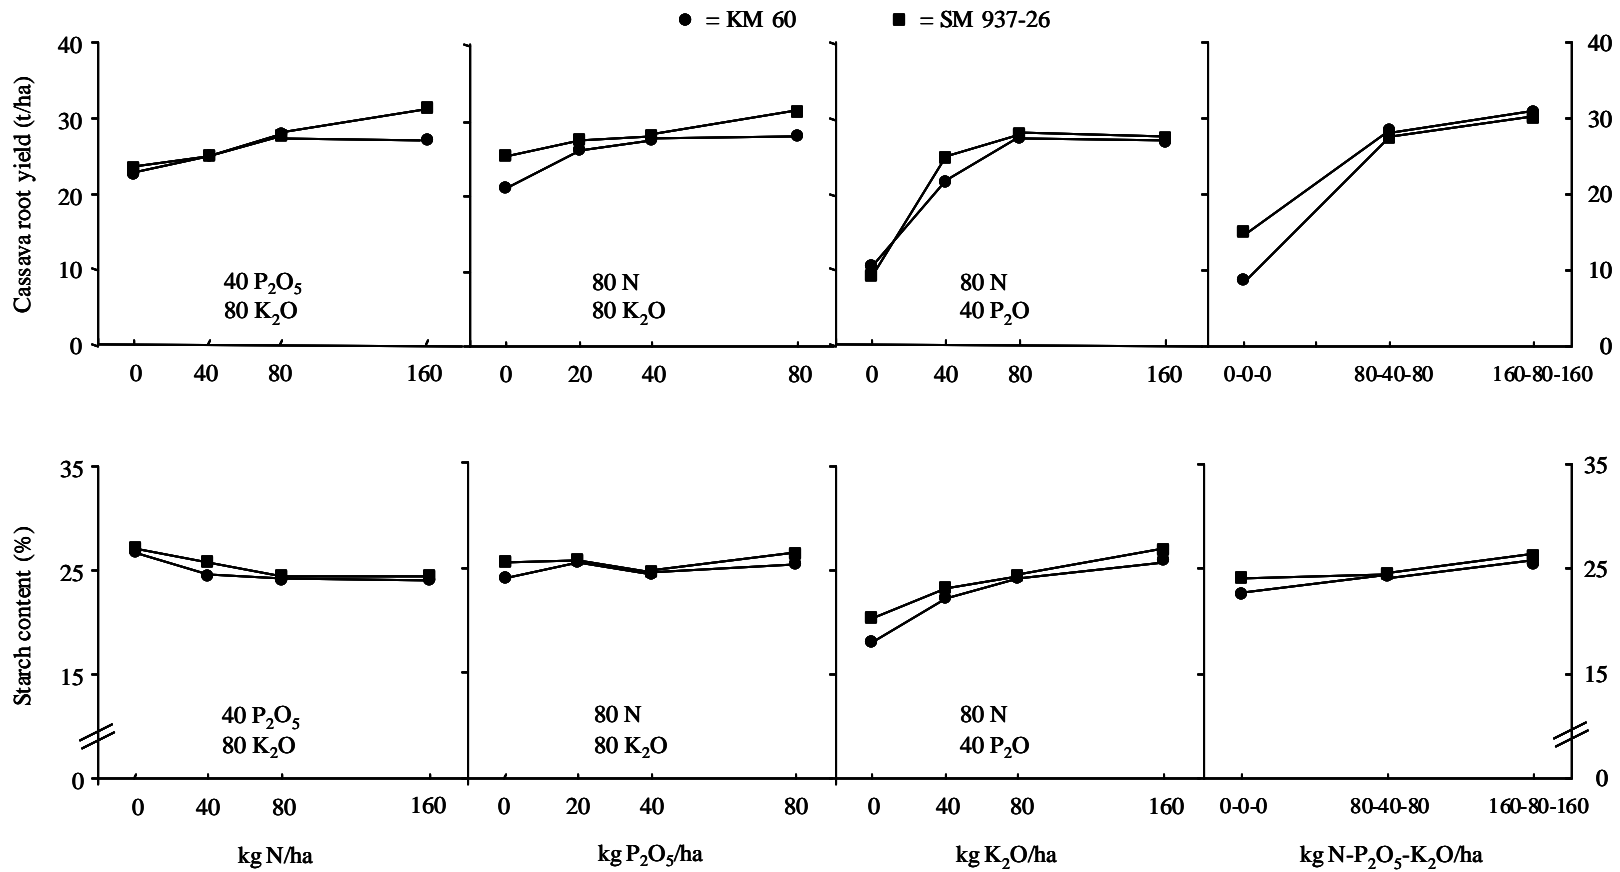 ● = KM 60 ■ = SM 937-26
Cassava root yield (t/ha)
40
30
20
10
0
40
30
20
10
0
40 P₂O₅
80 K₂O
80 N
80 K₂O
80 N
40 P₂O
0 40 80 160
0 20 40 80
0 40 80 160
0-0-0 80-40-80 160-80-160
Starch content (%)
35
25
15
0
35
25
15
0
40 P₂O₅
80 K₂O
80 N
80 K₂O
80 N
40 P₂O
0 40 80 160
0 20 40 80
0 40 80 160
0-0-0 80-40-80 160-80-160
kg N/ha
kg P₂O₅/ha
kg K₂O/ha
kg N-P₂O₅-K₂O/ha